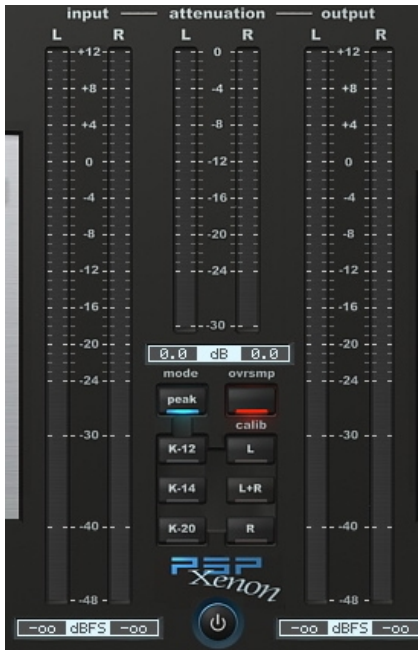 input attenuation output
L R L R L R
+12 0 +12
+8 -4 +8
+4 -8 +4
0 -12 0
-4 -16 -4
-8 -20 -8
-12 -24 -12
-16 -30 -16
-20 -20
-24 -24
-30 -30
-40 -40
-48 -48
0.0 dB 0.0
mode ovrsmp
peak
calib
K-12 L
K-14 L+R
K-20 R
PSP
Xenon
-oo dBFS -oo -oo dBFS -oo